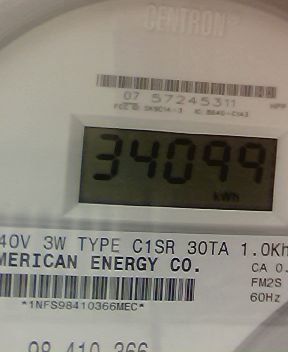 CENTRON®
07 57245311
34099
kWh
40V 3W TYPE C1SR 30TA 1.0Kh
MERICAN ENERGY CO.
CA 0.
*1NFS98410366MEC*
FM2S
60Hz
98 410 366